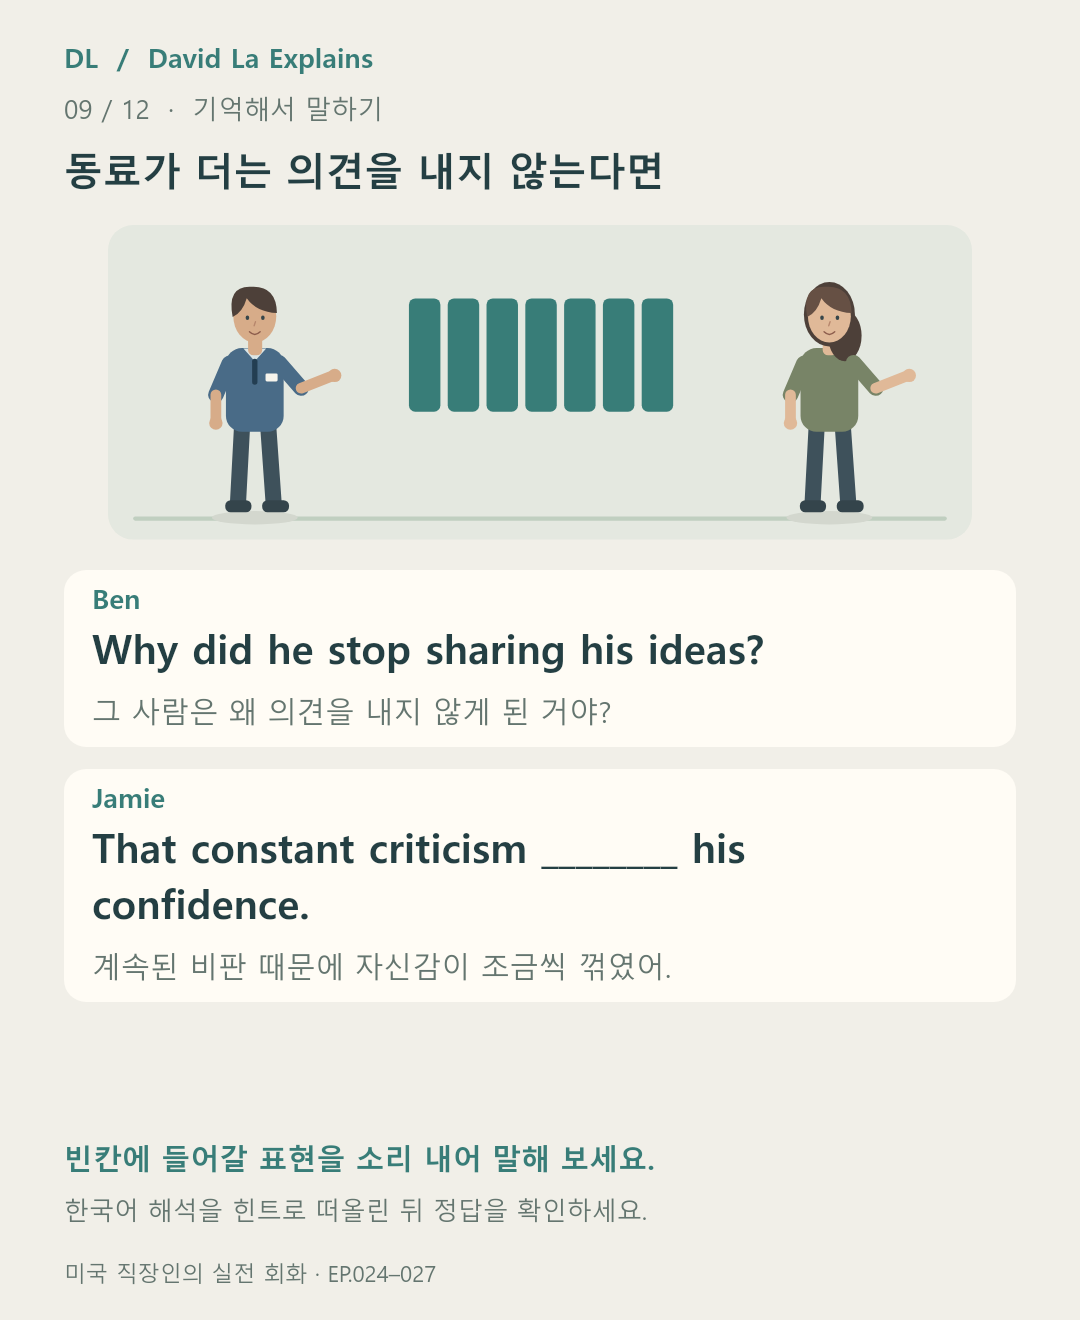 DL / David La Explains
09 / 12 · 기억해서 말하기
동료가 더는 의견을 내지 않는다면
Ben
Why did he stop sharing his ideas?
그 사람은 왜 의견을 내지 않게 된 거야?
Jamie
That constant criticism ________ his
confidence.
계속된 비판 때문에 자신감이 조금씩 꺾였어.
빈칸에 들어갈 표현을 소리 내어 말해 보세요.
한국어 해석을 힌트로 떠올린 뒤 정답을 확인하세요.
미국 직장인의 실전 회화 · EP.024–027